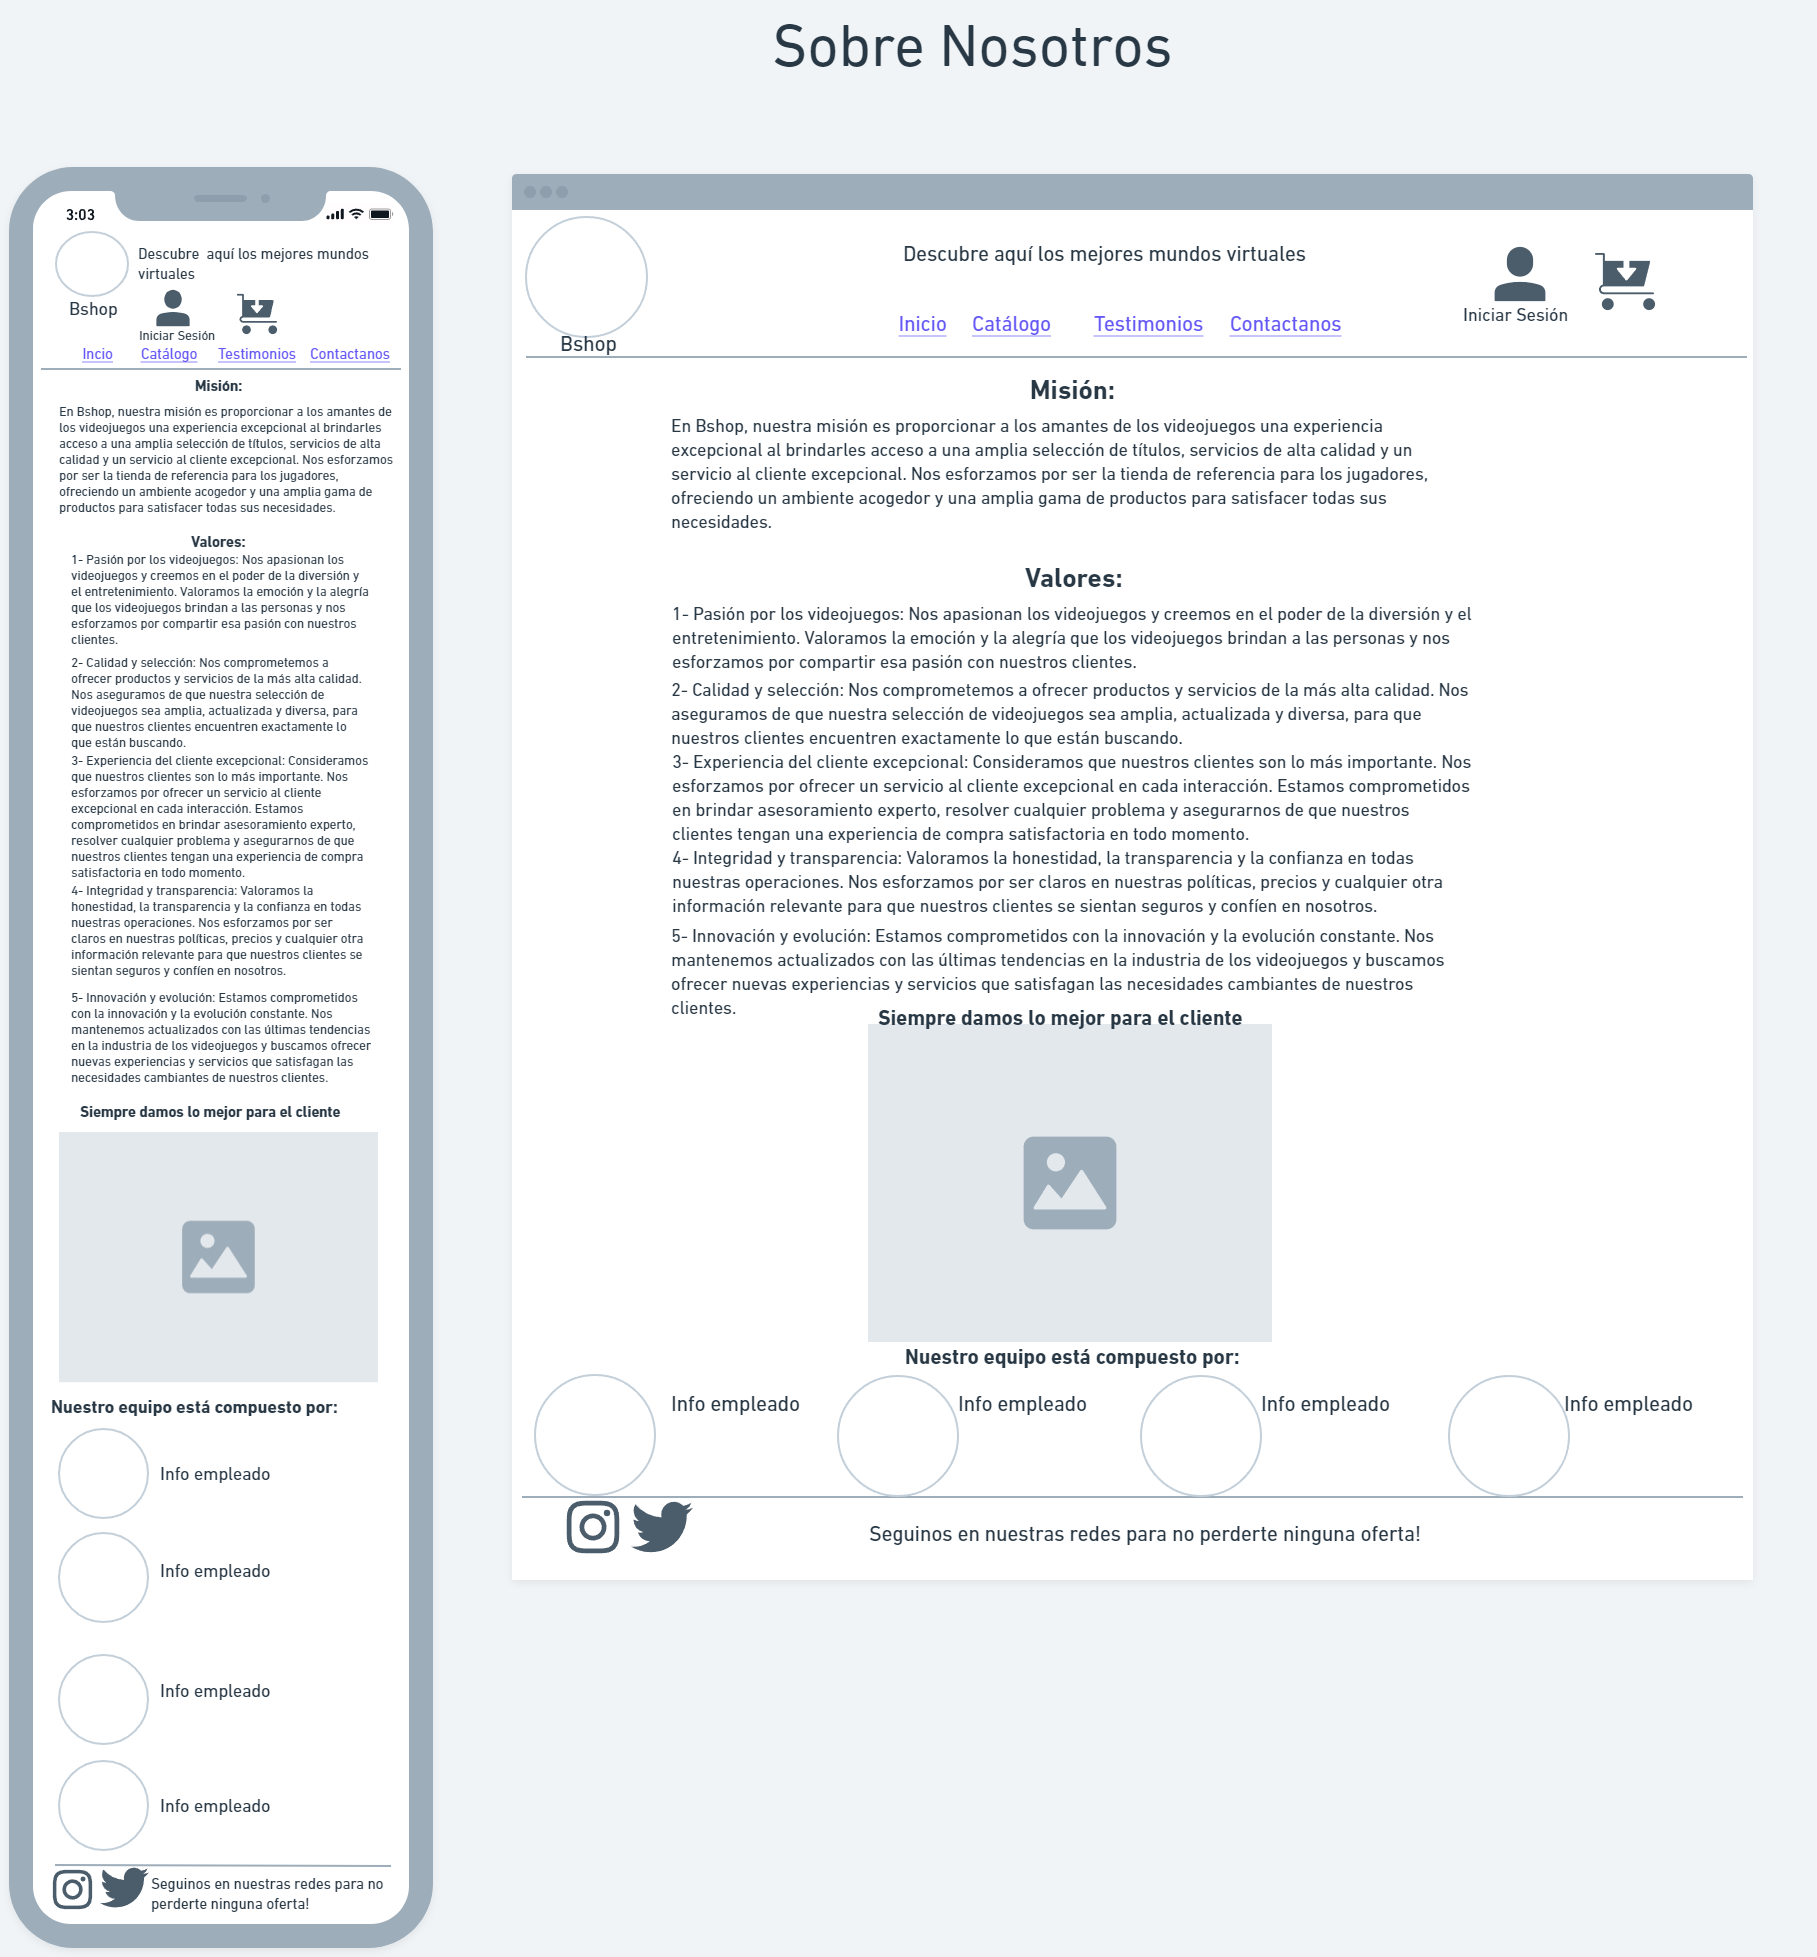 Sobre Nosotros
3:03
Descubre aquí los mejores mundos
virtuales
Bshop
Iniciar Sesión
Incio Catálogo Testimonios Contactanos
Misión:
En Bshop, nuestra misión es proporcionar a los amantes de
los videojuegos una experiencia excepcional al brindarles
acceso a una amplia selección de títulos, servicios de alta
calidad y un servicio al cliente excepcional. Nos esforzamos
por ser la tienda de referencia para los jugadores,
ofreciendo un ambiente acogedor y una amplia gama de
productos para satisfacer todas sus necesidades.
Valores:
1- Pasión por los videojuegos: Nos apasionan los
videojuegos y creemos en el poder de la diversión y
el entretenimiento. Valoramos la emoción y la alegría
que los videojuegos brindan a las personas y nos
esforzamos por compartir esa pasión con nuestros
clientes.
2- Calidad y selección: Nos comprometemos a
ofrecer productos y servicios de la más alta calidad.
Nos aseguramos de que nuestra selección de
videojuegos sea amplia, actualizada y diversa, para
que nuestros clientes encuentren exactamente lo
que están buscando.
3- Experiencia del cliente excepcional: Consideramos
que nuestros clientes son lo más importante. Nos
esforzamos por ofrecer un servicio al cliente
excepcional en cada interacción. Estamos
comprometidos en brindar asesoramiento experto,
resolver cualquier problema y asegurarnos de que
nuestros clientes tengan una experiencia de compra
satisfactoria en todo momento.
4- Integridad y transparencia: Valoramos la
honestidad, la transparencia y la confianza en todas
nuestras operaciones. Nos esforzamos por ser
claros en nuestras políticas, precios y cualquier otra
información relevante para que nuestros clientes se
sientan seguros y confíen en nosotros.
5- Innovación y evolución: Estamos comprometidos
con la innovación y la evolución constante. Nos
mantenemos actualizados con las últimas tendencias
en la industria de los videojuegos y buscamos ofrecer
nuevas experiencias y servicios que satisfagan las
necesidades cambiantes de nuestros clientes.
Siempre damos lo mejor para el cliente
Nuestro equipo está compuesto por:
Info empleado
Info empleado
Info empleado
Info empleado
Seguinos en nuestras redes para no
perderte ninguna oferta!
Descubre aquí los mejores mundos virtuales
Bshop
Inicio Catálogo Testimonios Contactanos
Iniciar Sesión
Misión:
En Bshop, nuestra misión es proporcionar a los amantes de los videojuegos una experiencia
excepcional al brindarles acceso a una amplia selección de títulos, servicios de alta calidad y un
servicio al cliente excepcional. Nos esforzamos por ser la tienda de referencia para los jugadores,
ofreciendo un ambiente acogedor y una amplia gama de productos para satisfacer todas sus
necesidades.
Valores:
1- Pasión por los videojuegos: Nos apasionan los videojuegos y creemos en el poder de la diversión y el
entretenimiento. Valoramos la emoción y la alegría que los videojuegos brindan a las personas y nos
esforzamos por compartir esa pasión con nuestros clientes.
2- Calidad y selección: Nos comprometemos a ofrecer productos y servicios de la más alta calidad. Nos
aseguramos de que nuestra selección de videojuegos sea amplia, actualizada y diversa, para que
nuestros clientes encuentren exactamente lo que están buscando.
3- Experiencia del cliente excepcional: Consideramos que nuestros clientes son lo más importante. Nos
esforzamos por ofrecer un servicio al cliente excepcional en cada interacción. Estamos comprometidos
en brindar asesoramiento experto, resolver cualquier problema y asegurarnos de que nuestros
clientes tengan una experiencia de compra satisfactoria en todo momento.
4- Integridad y transparencia: Valoramos la honestidad, la transparencia y la confianza en todas
nuestras operaciones. Nos esforzamos por ser claros en nuestras políticas, precios y cualquier otra
información relevante para que nuestros clientes se sientan seguros y confíen en nosotros.
5- Innovación y evolución: Estamos comprometidos con la innovación y la evolución constante. Nos
mantenemos actualizados con las últimas tendencias en la industria de los videojuegos y buscamos
ofrecer nuevas experiencias y servicios que satisfagan las necesidades cambiantes de nuestros
clientes.
Siempre damos lo mejor para el cliente
Nuestro equipo está compuesto por:
Info empleado Info empleado Info empleado Info empleado
Seguinos en nuestras redes para no perderte ninguna oferta!